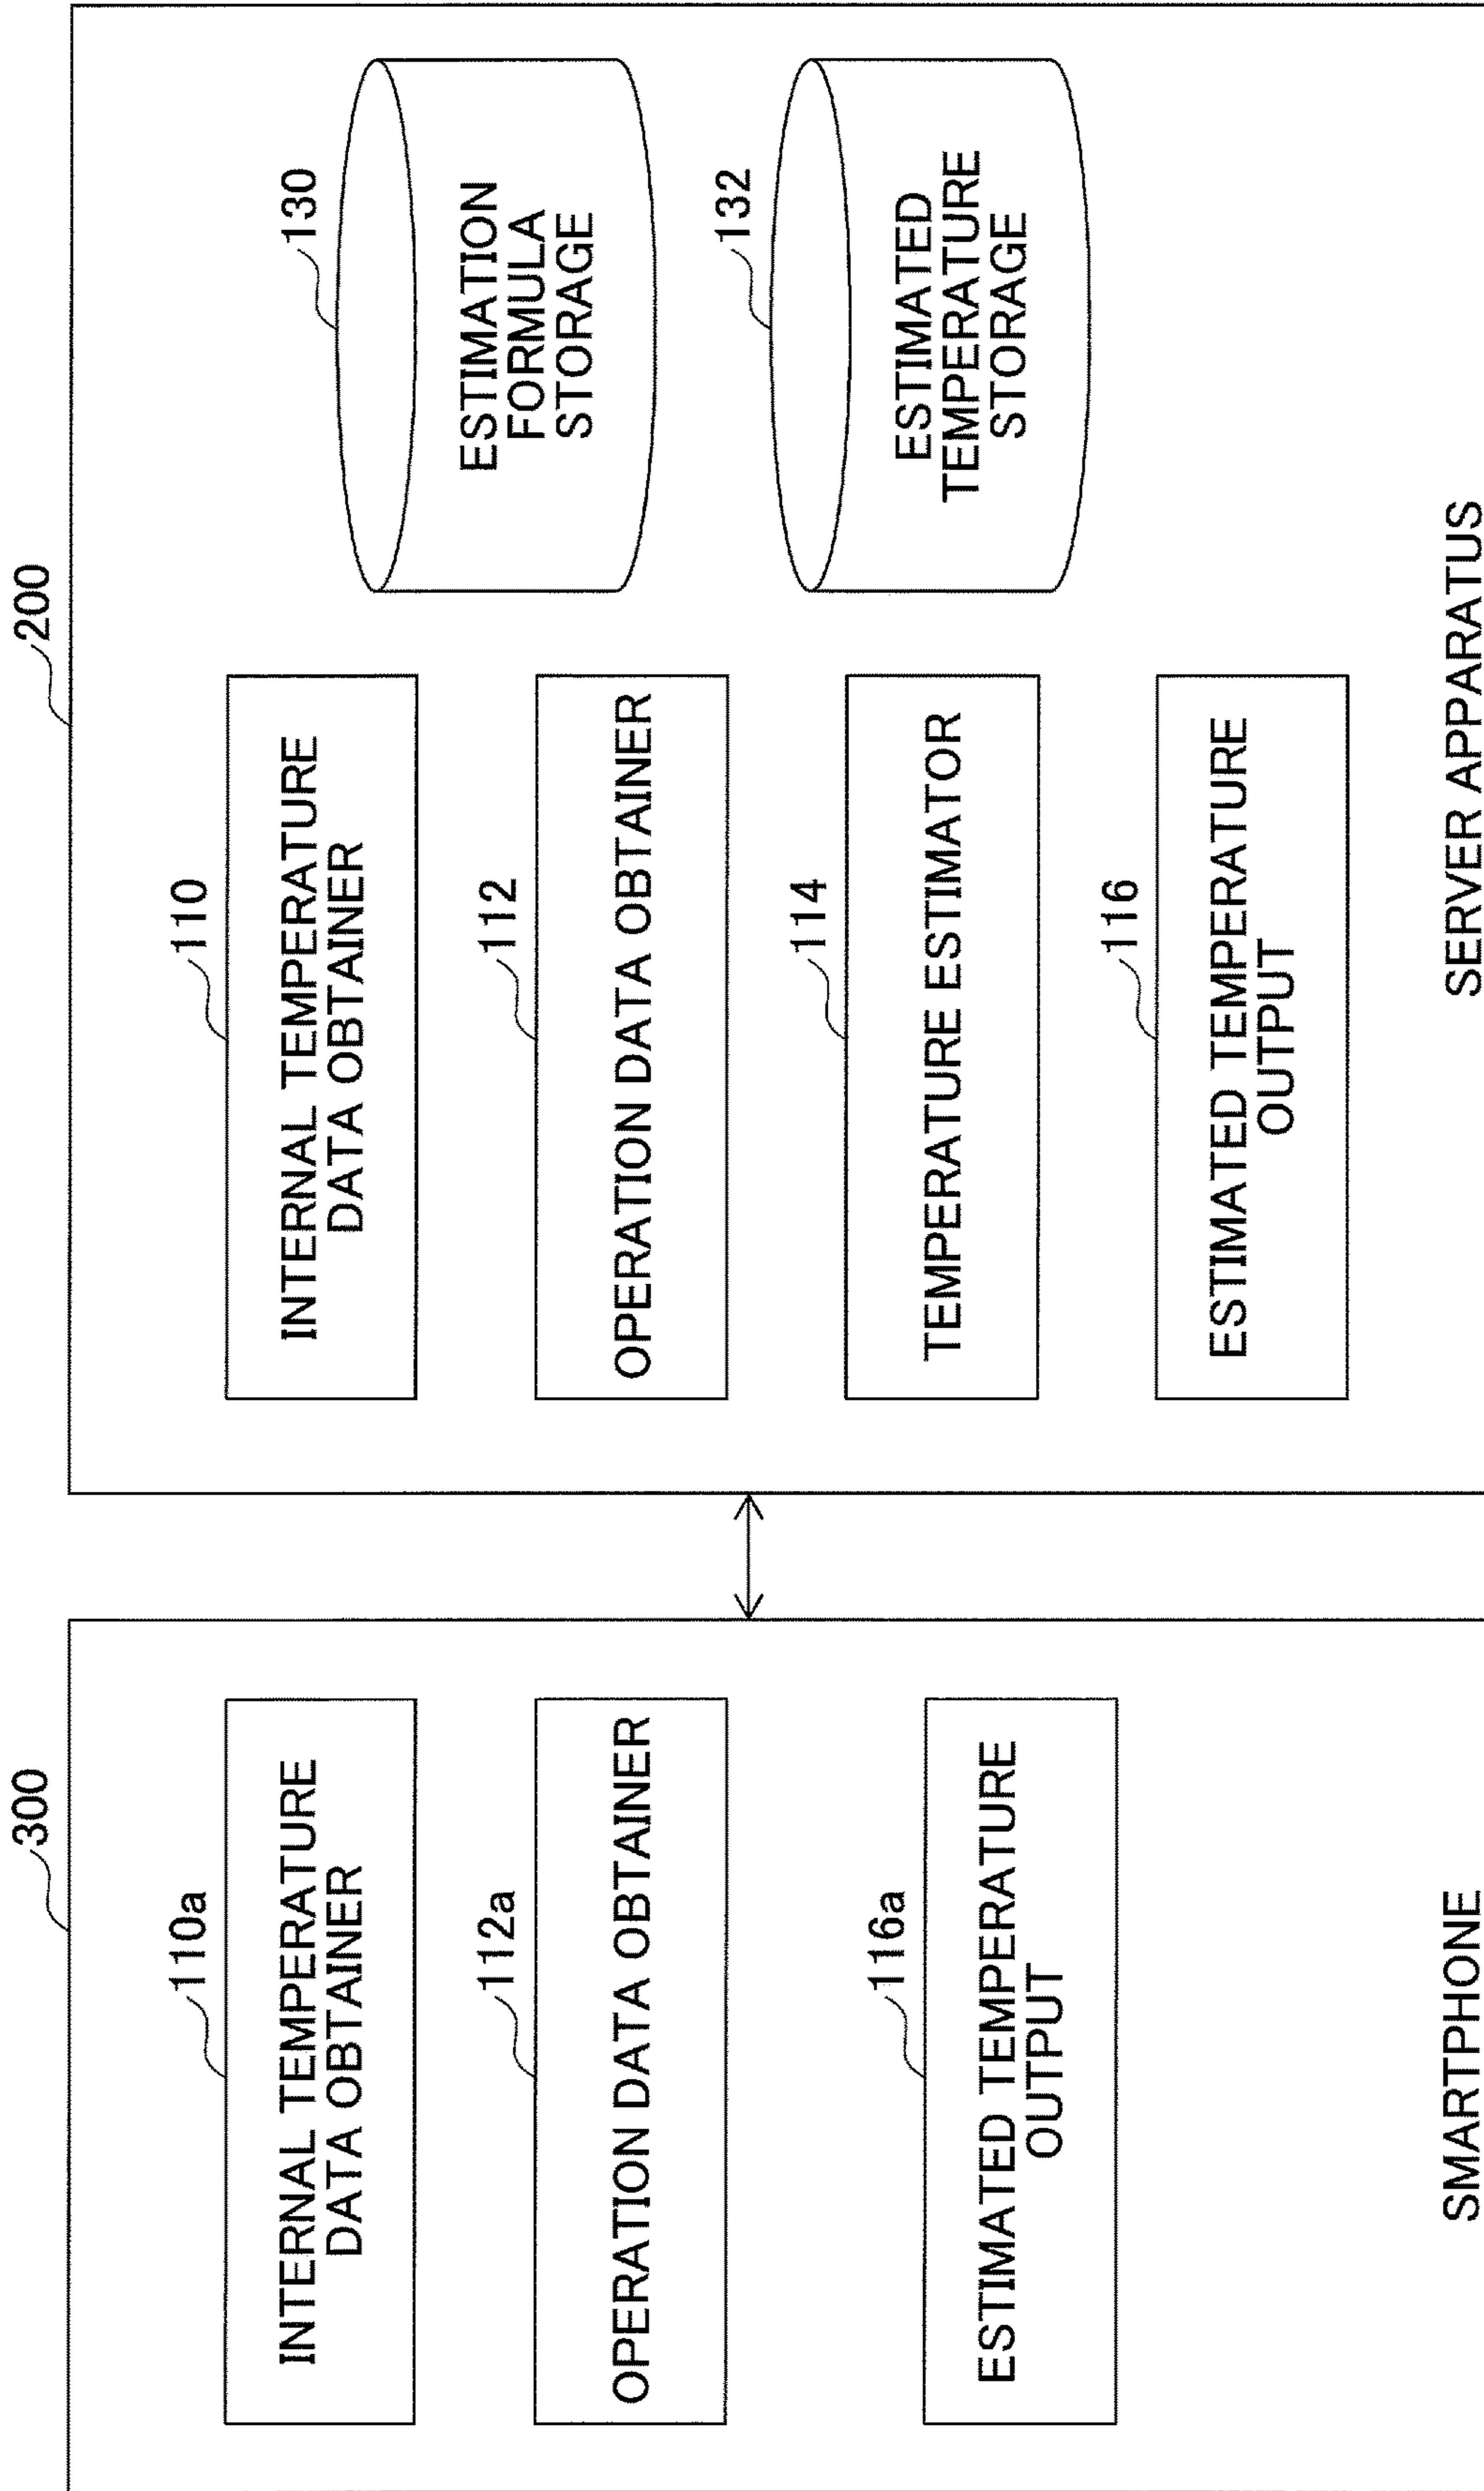 300
110a
INTERNAL TEMPERATURE
DATA OBTAINER
112a
OPERATION DATA OBTAINER
116a
ESTIMATED TEMPERATURE
OUTPUT
SMARTPHONE
200
110
INTERNAL TEMPERATURE
DATA OBTAINER
112
OPERATION DATA OBTAINER
114
TEMPERATURE ESTIMATOR
116
ESTIMATED TEMPERATURE
OUTPUT
130
ESTIMATION
FORMULA
STORAGE
132
ESTIMATED
TEMPERATURE
STORAGE
SERVER APPARATUS